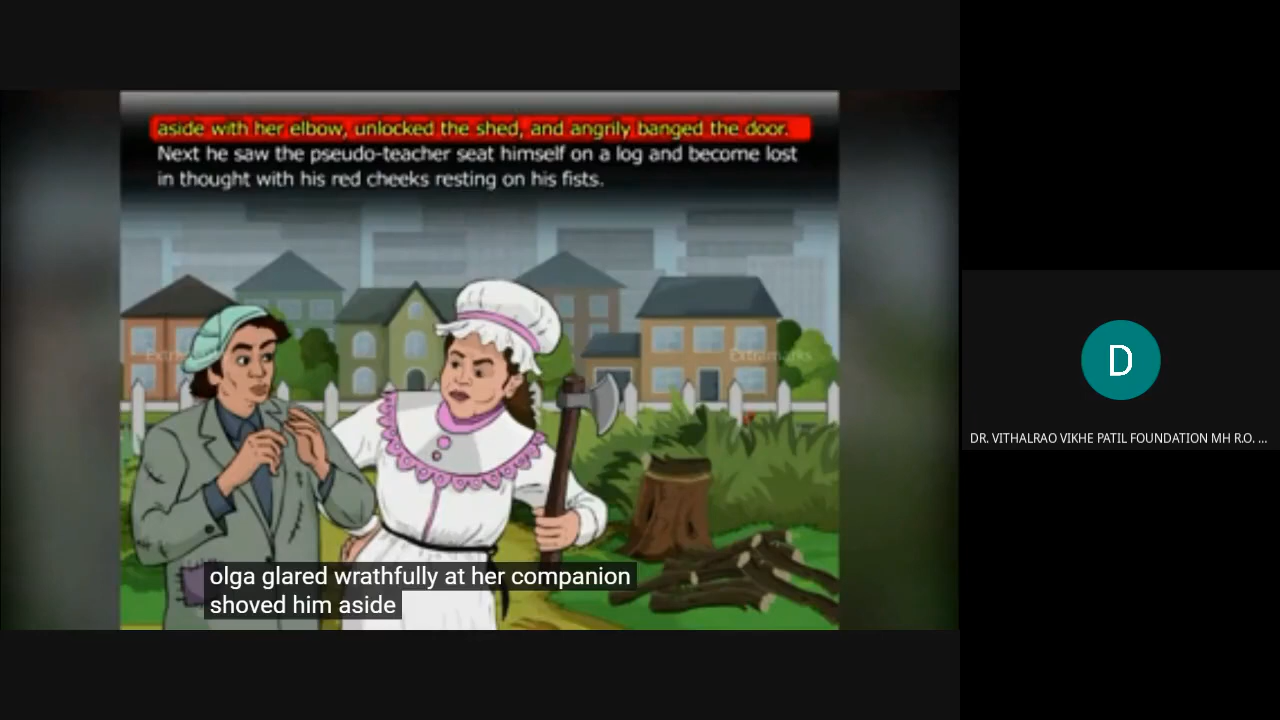 aside with her elbow, unlocked the shed, and angrily banged the door.
Next he saw the pseudo-teacher seat himself on a log and become lost
in thought with his red cheeks resting on his fists.
Extramarks
olga glared wrathfully at her companion
shoved him aside
D
DR. VITHALRAO VIKHE PATIL FOUNDATION MH R.O. ...